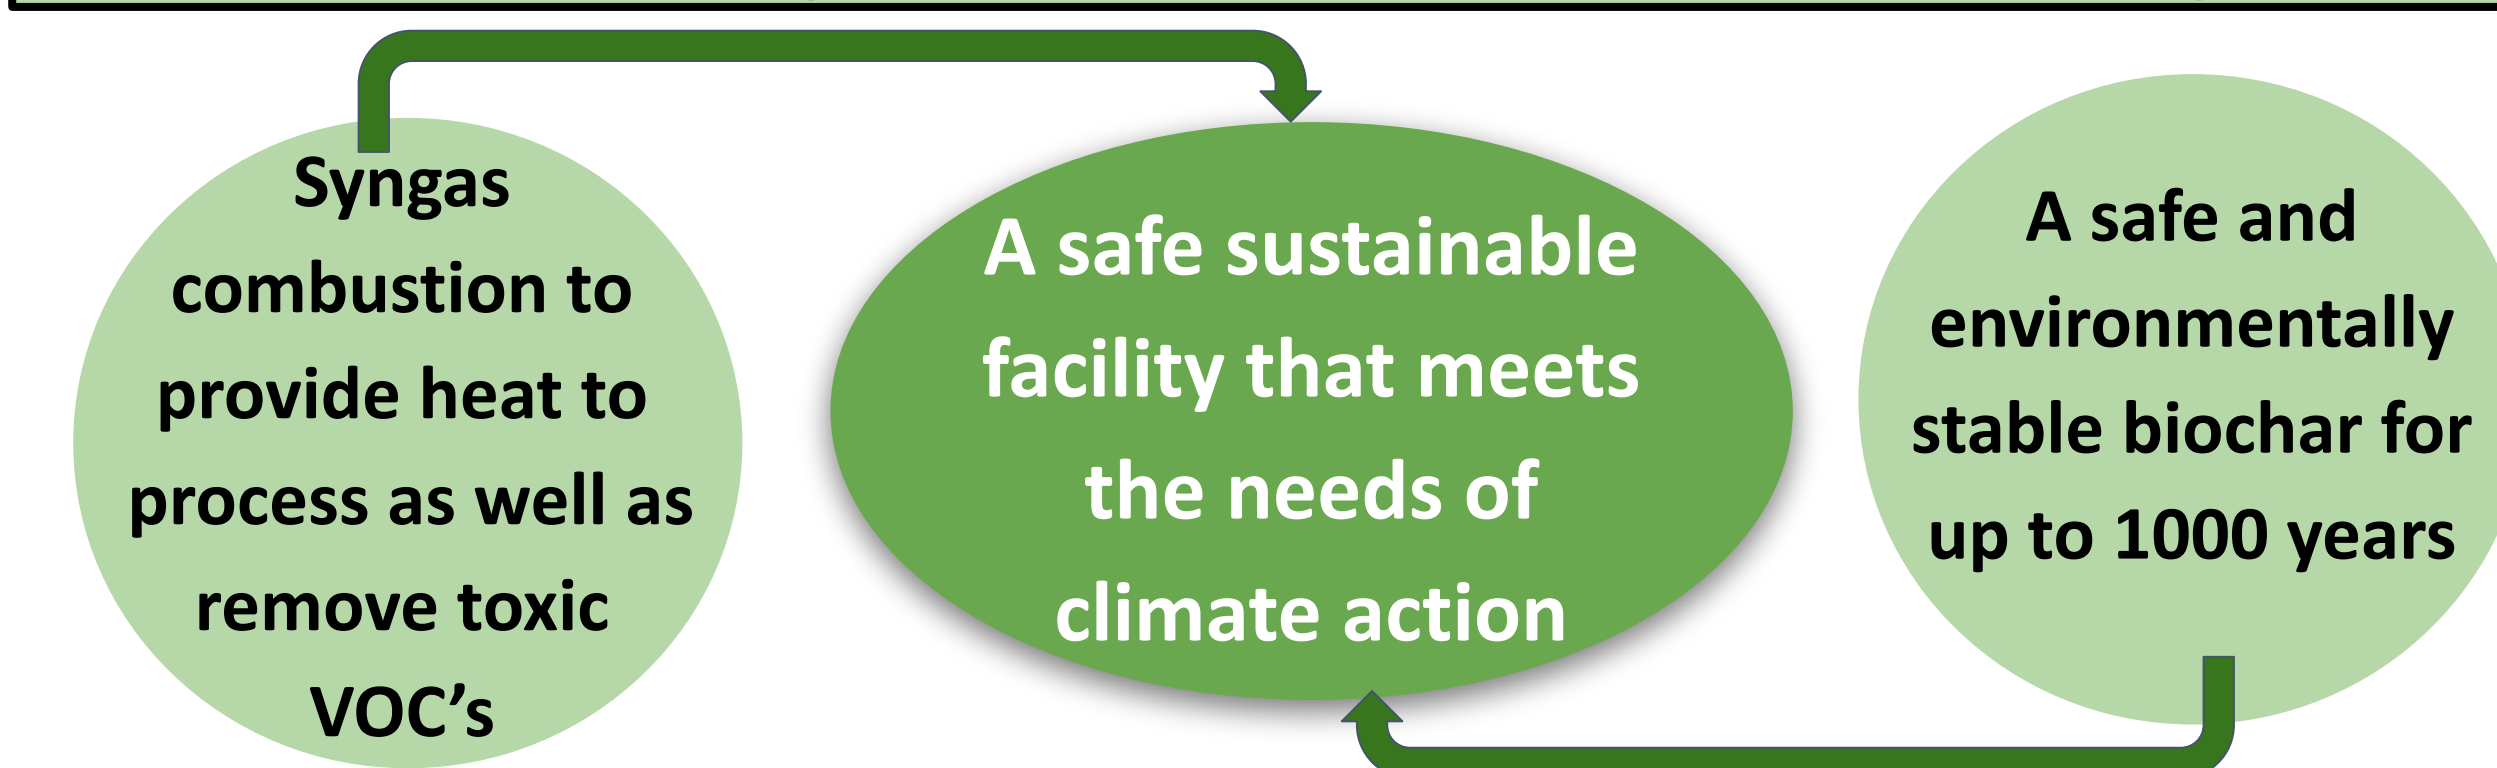 Syngas
combustion to
provide heat to
process as well as
remove toxic
VOC's
A safe sustainable
facility that meets
the needs of
climate action
A safe and
environmentally
stable biochar for
up to 1000 years